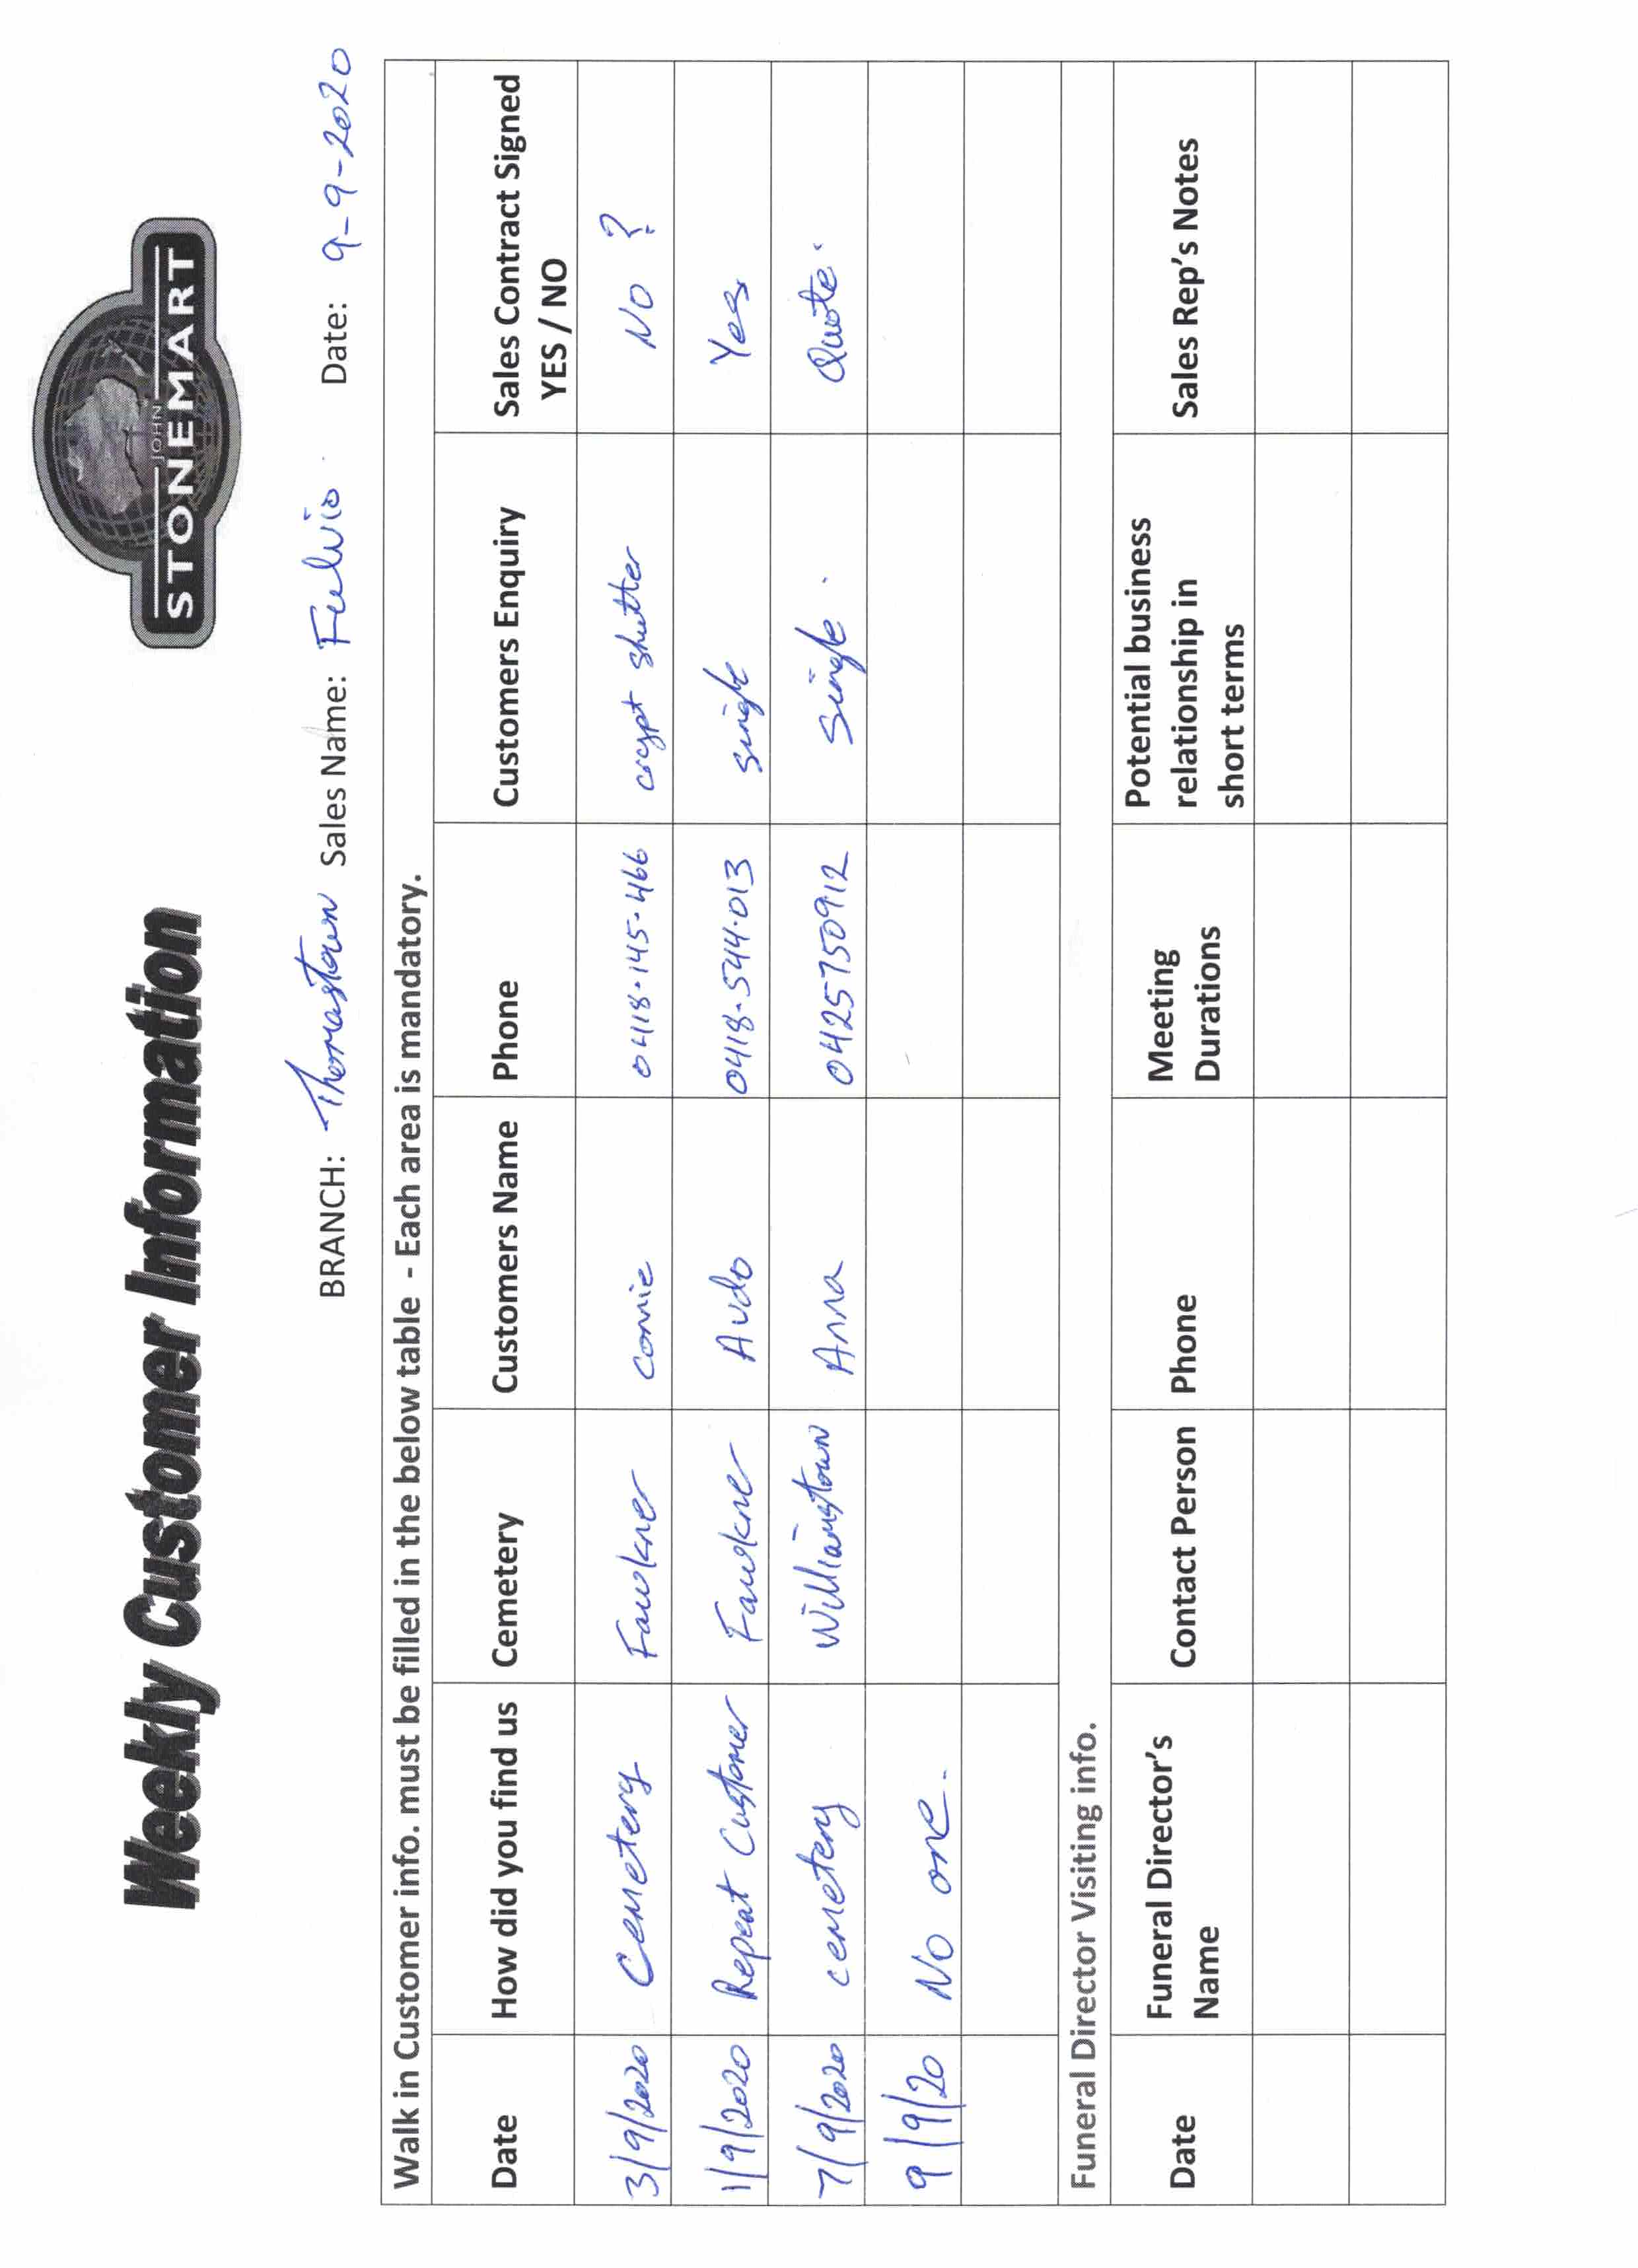 Weekly Customer Information
JOHN
STONEMART
BRANCH: Thomastown Sales Name: Fulvio Date: 9-9-2020
Walk in Customer info. must be filled in the below table - Each area is mandatory.
Date How did you find us Cemetery Customers Name Phone Customers Enquiry Sales Contract Signed YES / NO
3/9/2020 Cemetery Fawkner Connie 0418-145-466 crypt shutter NO ?
1/9/2020 Repeat Customer Fawkner Audo 0418-544-013 single Yes
7/9/2020 cemetery Williamstown Anna 0425750912 Single. Quote.
9/9/20 No one.
Funeral Director Visiting info.
Date Funeral Director's Name Contact Person Phone Meeting Durations Potential business relationship in short terms Sales Rep's Notes